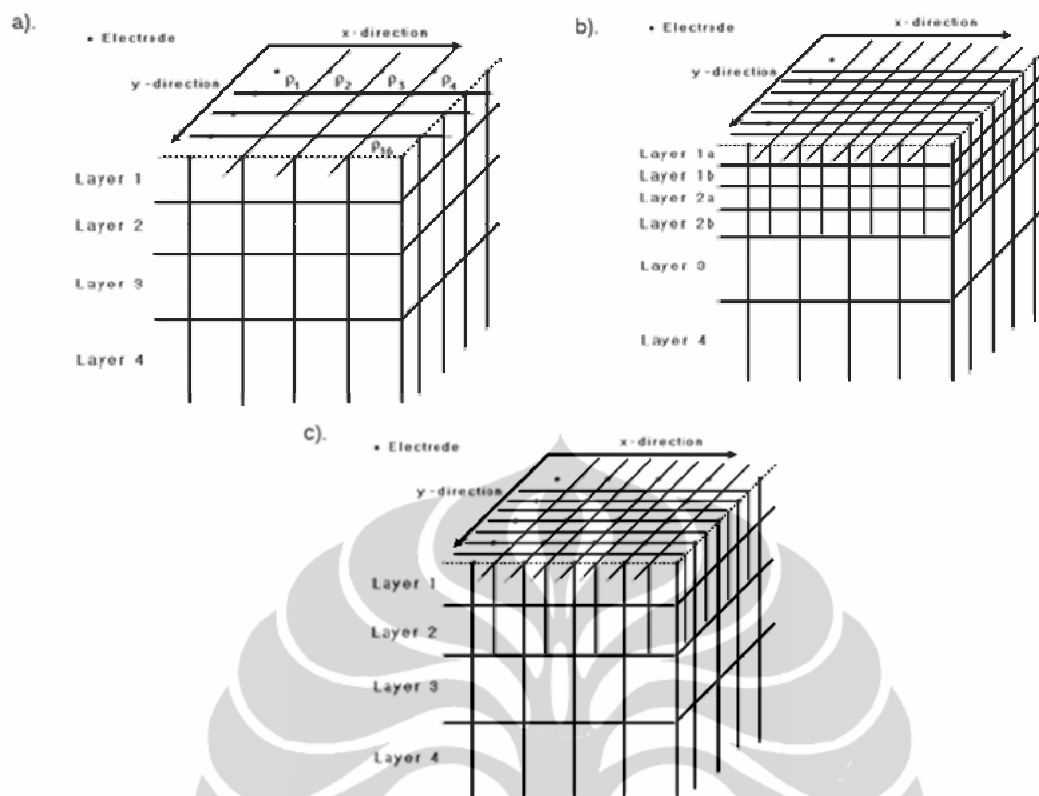 a).
• Electrode
x-direction
y-direction
ρ1 ρ2 ρ3 ρ4
ρ16
Layer 1
Layer 2
Layer 3
Layer 4
b).
• Electrode
x-direction
y-direction
Layer 1a
Layer 1b
Layer 2a
Layer 2b
Layer 3
Layer 4
c).
• Electrode
x-direction
y-direction
Layer 1
Layer 2
Layer 3
Layer 4